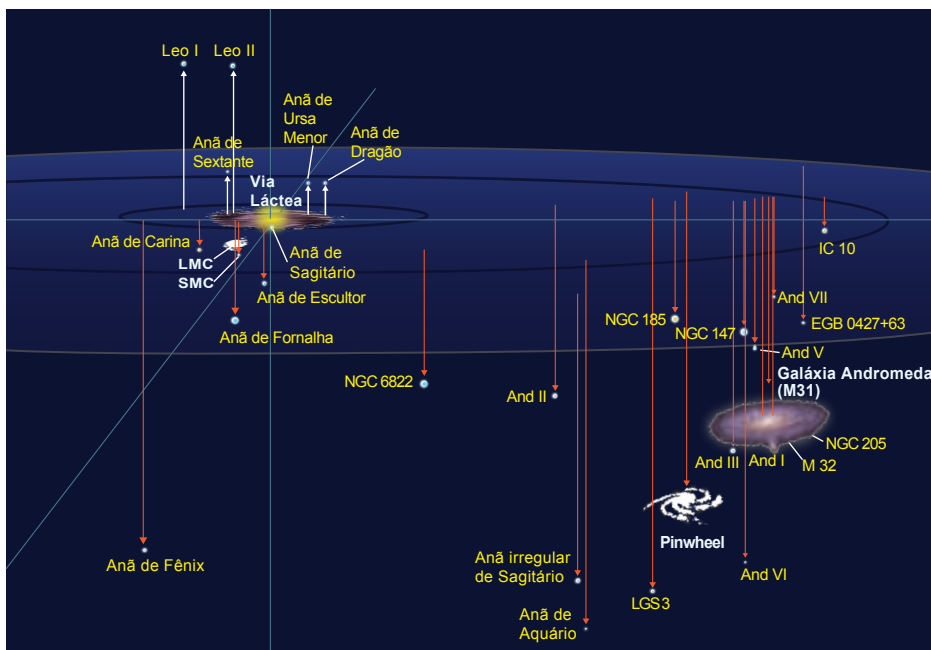 Leo I
Leo II
Anã de
Ursa
Menor
Anã de
Dragão
Anã de
Sextante
Via
Láctea
Anã de Carina
LMC
SMC
Anã de
Sagitário
Anã de Escultor
Anã de Fornalha
IC 10
And VII
NGC 185
NGC 147
EGB 0427+63
And V
NGC 6822
And II
Galáxia Andromeda
(M31)
NGC 205
M 32
And III
And I
Pinwheel
Anã de Fênix
Anã irregular
de Sagitário
And VI
LGS 3
Anã de
Aquário